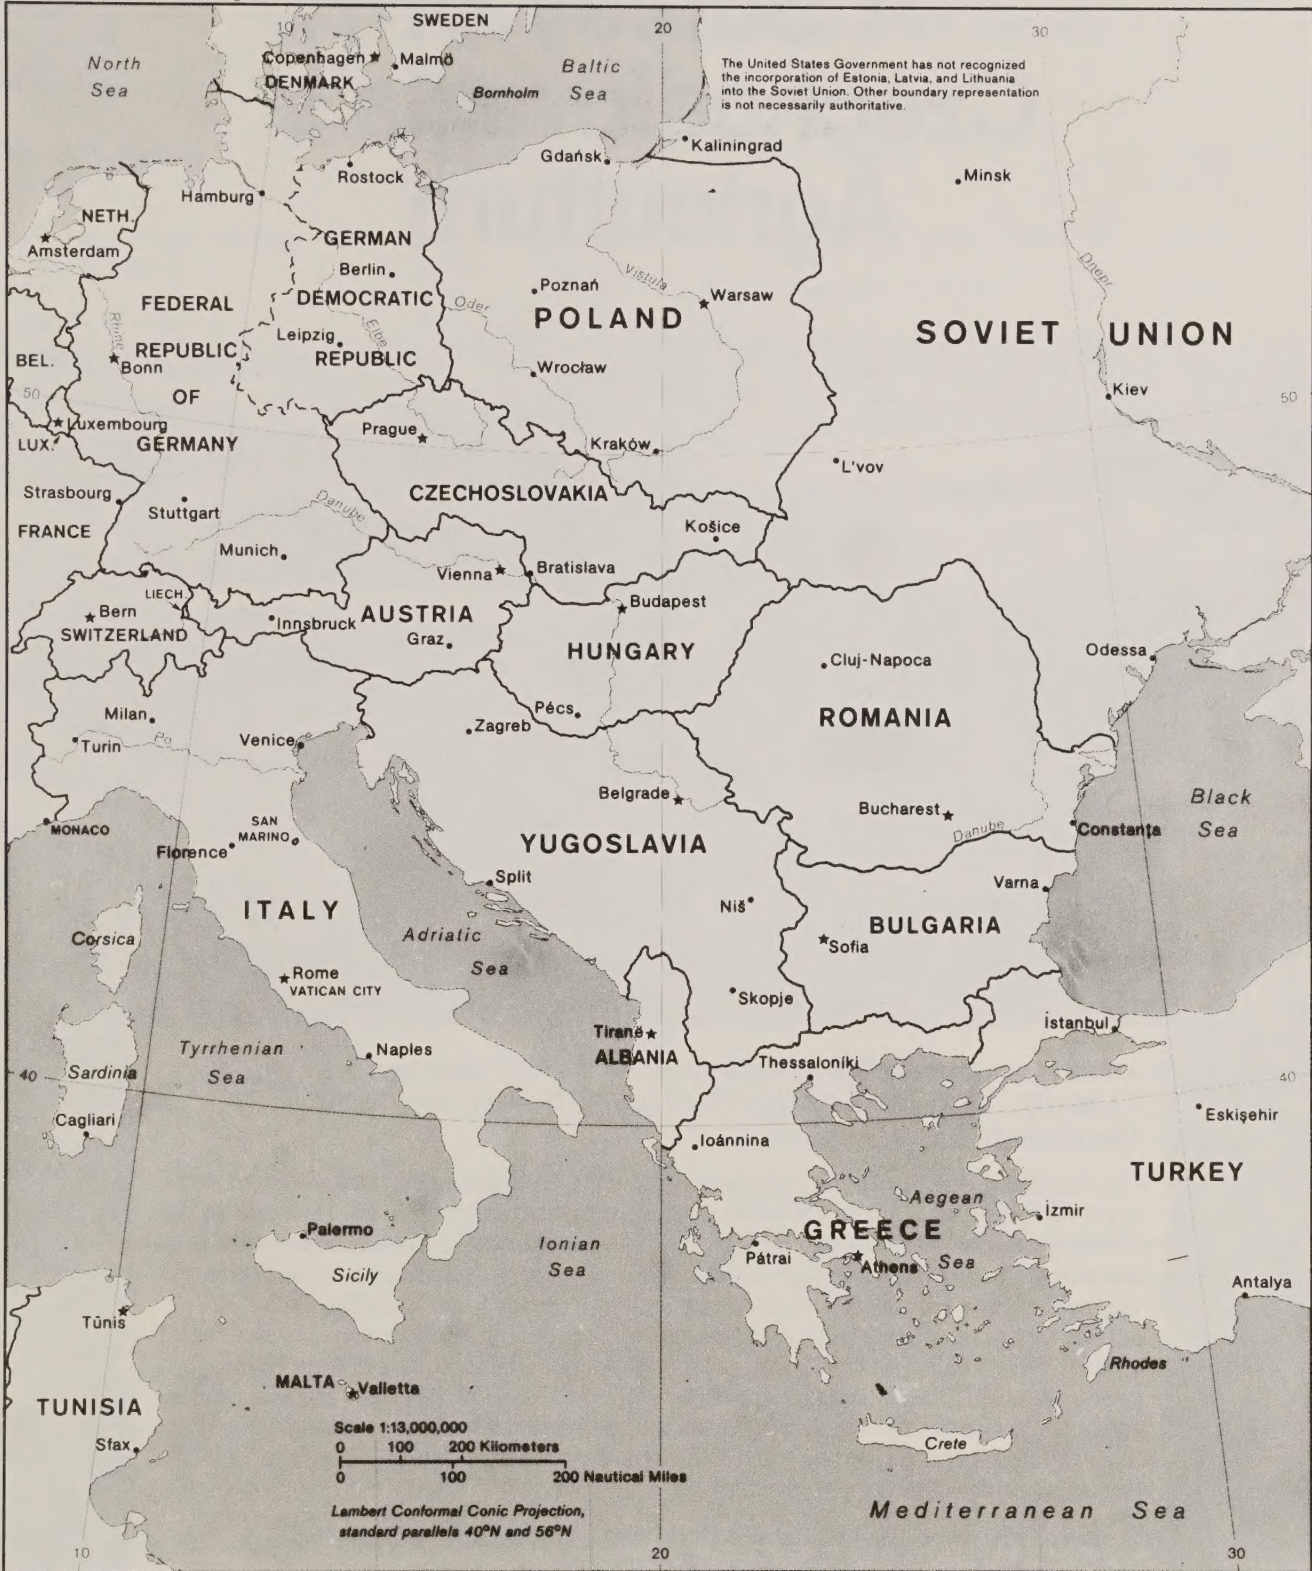 SWEDEN
10
20
30
North
Sea
Copenhagen
Malmö
DENMARK
Baltic
Sea
Bornholm
The United States Government has not recognized
the incorporation of Estonia, Latvia, and Lithuania
into the Soviet Union. Other boundary representation
is not necessarily authoritative.
Gdańsk
Kaliningrad
Rostock
Minsk
Hamburg
NETH.
Amsterdam
GERMAN
DEMOCRATIC
REPUBLIC
Berlin
Leipzig
Elbe
Oder
Poznań
Vistula
Warsaw
POLAND
Wrocław
Dnepr
SOVIET UNION
FEDERAL
REPUBLIC
OF
GERMANY
Rhine
Bonn
BEL.
50
Luxembourg
LUX.
Prague
Kraków
L'vov
Kiev
50
Strasbourg
Stuttgart
FRANCE
Danube
CZECHOSLOVAKIA
Košice
Munich
Vienna
Bratislava
LIECH.
Bern
SWITZERLAND
Innsbruck
AUSTRIA
Graz
Budapest
HUNGARY
Cluj-Napoca
Odessa
Milan
Turin
Po
Venice
Zagreb
Pécs
ROMANIA
Belgrade
Bucharest
Danube
Constanța
Black
Sea
MONACO
SAN
MARINO
Florence
YUGOSLAVIA
Split
Niš
Varna
BULGARIA
Sofia
ITALY
Corsica
Adriatic
Sea
Rome
VATICAN CITY
Skopje
Tiranë
ALBANIA
İstanbul
Tyrrhenian
Sea
Naples
Thessaloníki
40
Sardinia
Cagliari
40
Eskişehir
Ioánnina
TURKEY
Aegean
Sea
İzmir
GREECE
Palermo
Sicily
Ionian
Sea
Pátrai
Athens
Antalya
Tūnis
Rhodes
MALTA
Valletta
TUNISIA
Sfax
Crete
Scale 1:13,000,000
0 100 200 Kilometers
0 100 200 Nautical Miles
Lambert Conformal Conic Projection,
standard parallels 40°N and 56°N
Mediterranean Sea
10
20
30